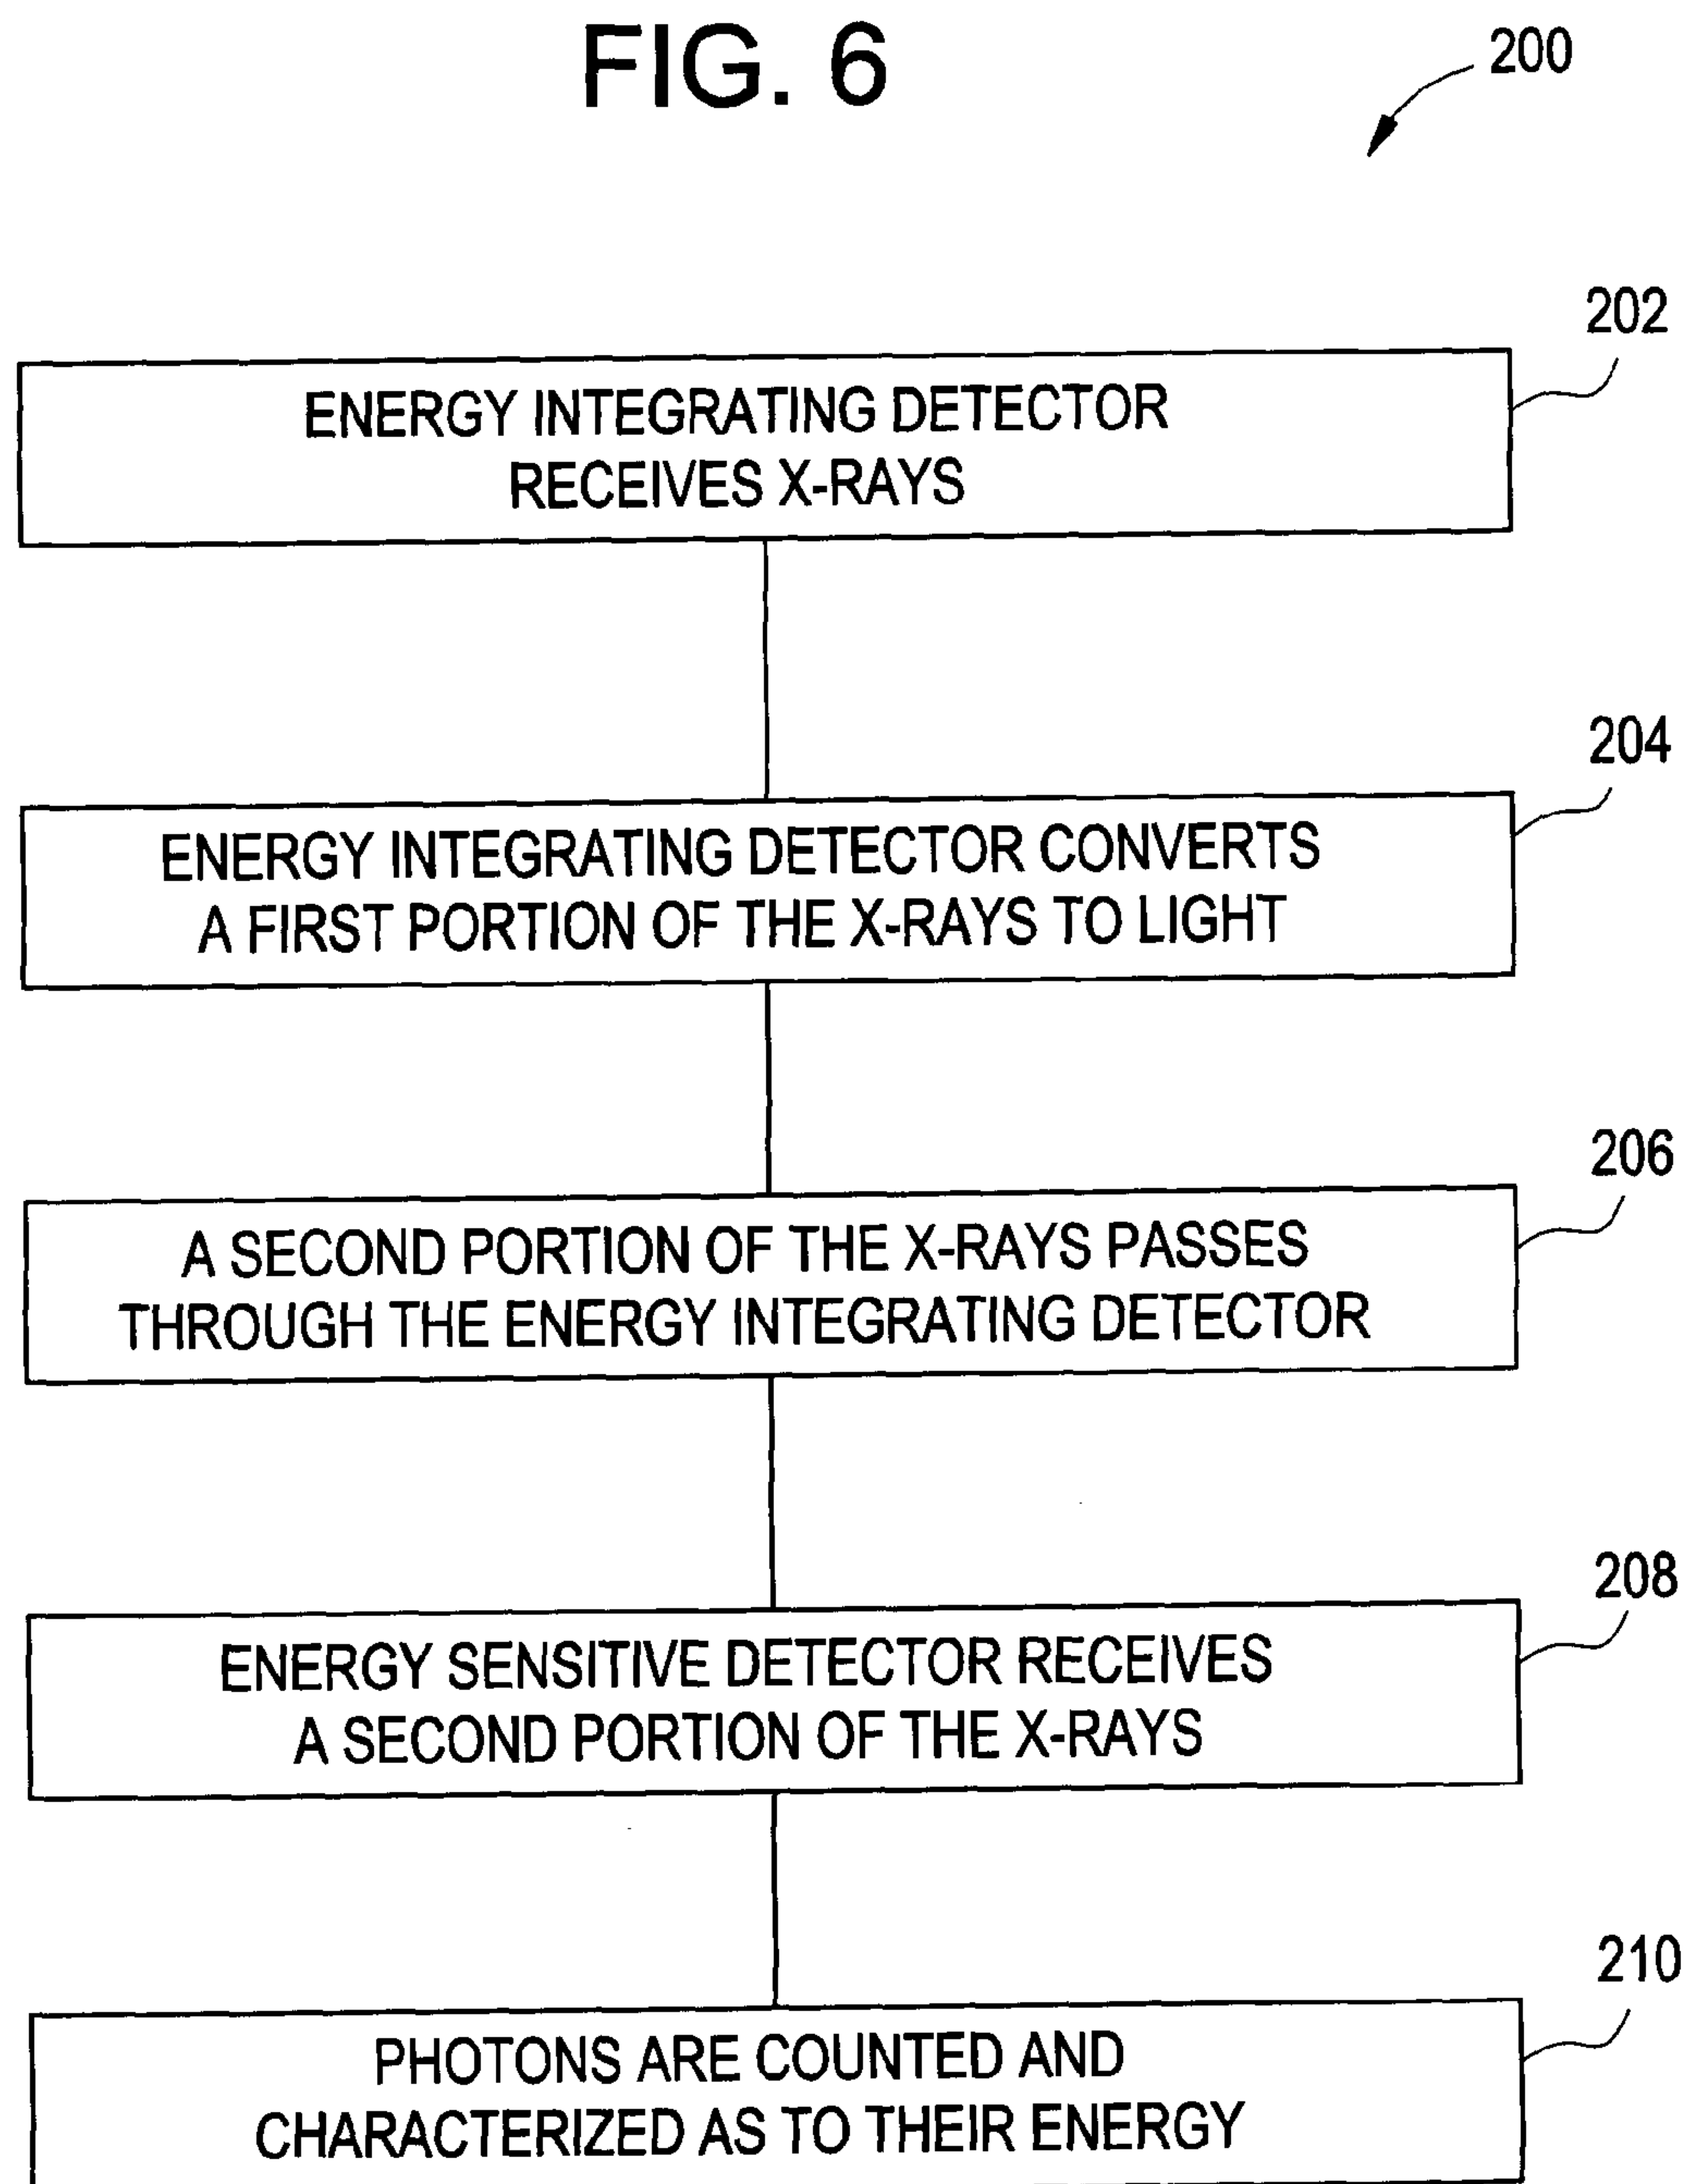 FIG. 6
200
202
ENERGY INTEGRATING DETECTOR
RECEIVES X-RAYS
204
ENERGY INTEGRATING DETECTOR CONVERTS
A FIRST PORTION OF THE X-RAYS TO LIGHT
206
A SECOND PORTION OF THE X-RAYS PASSES
THROUGH THE ENERGY INTEGRATING DETECTOR
208
ENERGY SENSITIVE DETECTOR RECEIVES
A SECOND PORTION OF THE X-RAYS
210
PHOTONS ARE COUNTED AND
CHARACTERIZED AS TO THEIR ENERGY